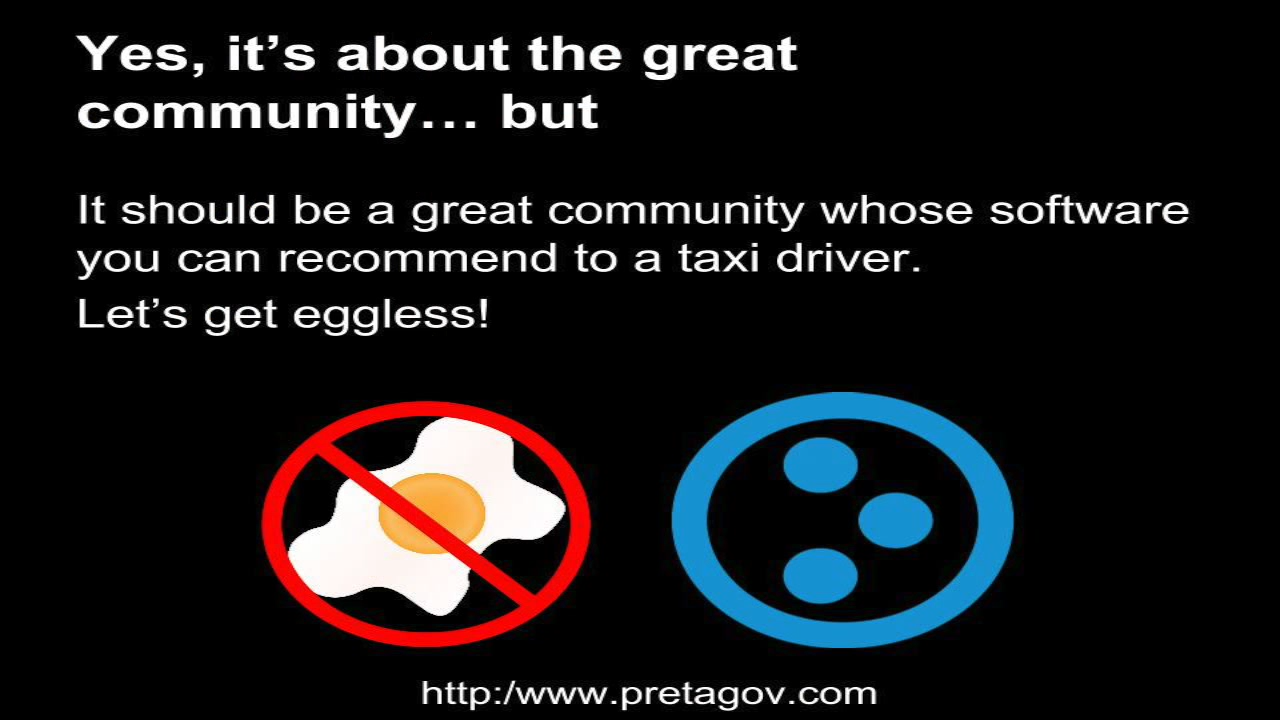 Yes, it’s about the great
community… but
It should be a great community whose software
you can recommend to a taxi driver.
Let’s get eggless!
http:/www.pretagov.com